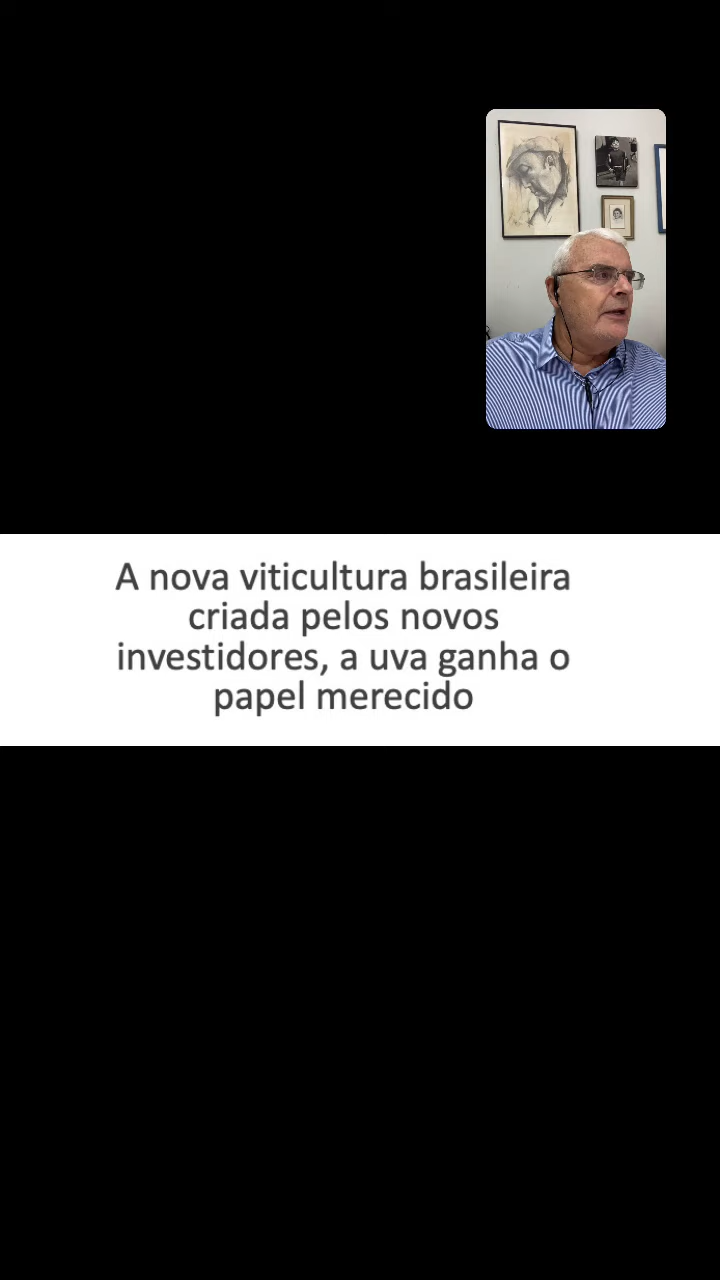 A nova viticultura brasileira
criada pelos novos
investidores, a uva ganha o
papel merecido